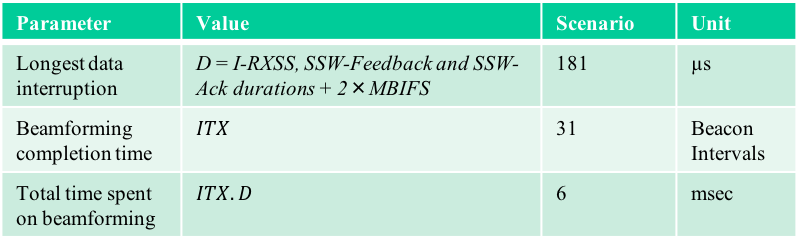 Parameter Value Scenario Unit
Longest data D = I-RXSS, SSW-Feedback and SSW- 181 µs
interruption Ack durations + 2 × MBIFS
Beamforming ITX 31 Beacon
completion time Intervals
Total time spent ITX.D 6 msec
on beamforming